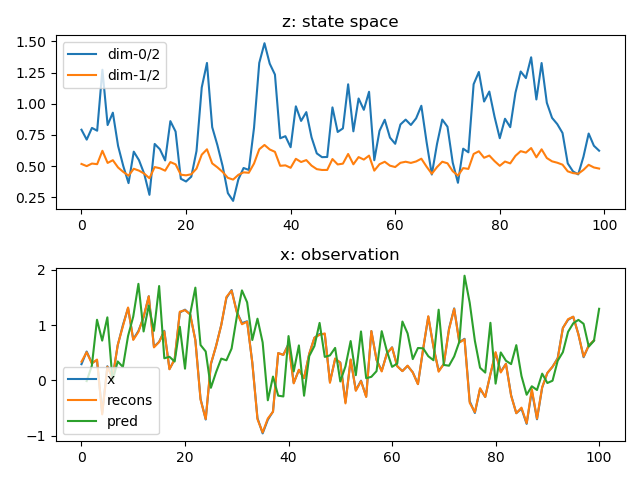 z: state space
1.50
1.25
1.00
0.75
0.50
0.25
dim-0/2
dim-1/2
0 20 40 60 80 100
x: observation
2
1
0
−1
x
recons
pred
0 20 40 60 80 100